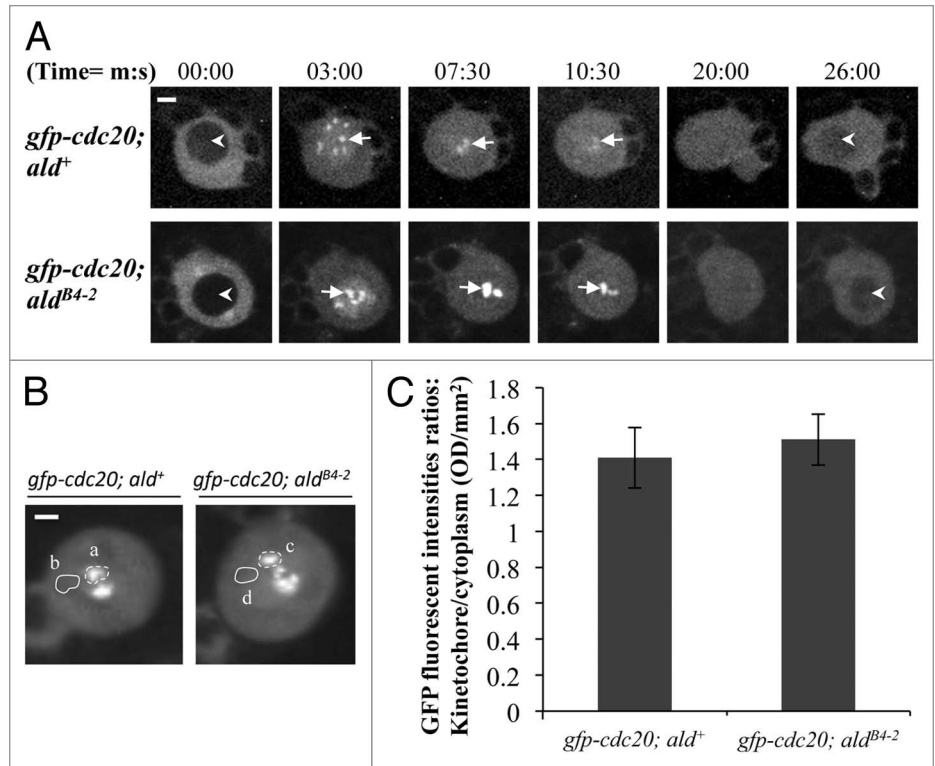 A
(Time= m:s) 00:00 03:00 07:30 10:30 20:00 26:00
gfp-cdc20;
ald+
gfp-cdc20;
aldB4-2
B
gfp-cdc20; ald+ gfp-cdc20; aldB4-2
a
b
c
d
C
GFP fluorescent intensities ratios:
Kinetochore/cytoplasm (OD/mm²)
1.8
1.6
1.4
1.2
1
0.8
0.6
0.4
0.2
0
gfp-cdc20; ald+ gfp-cdc20; aldB4-2